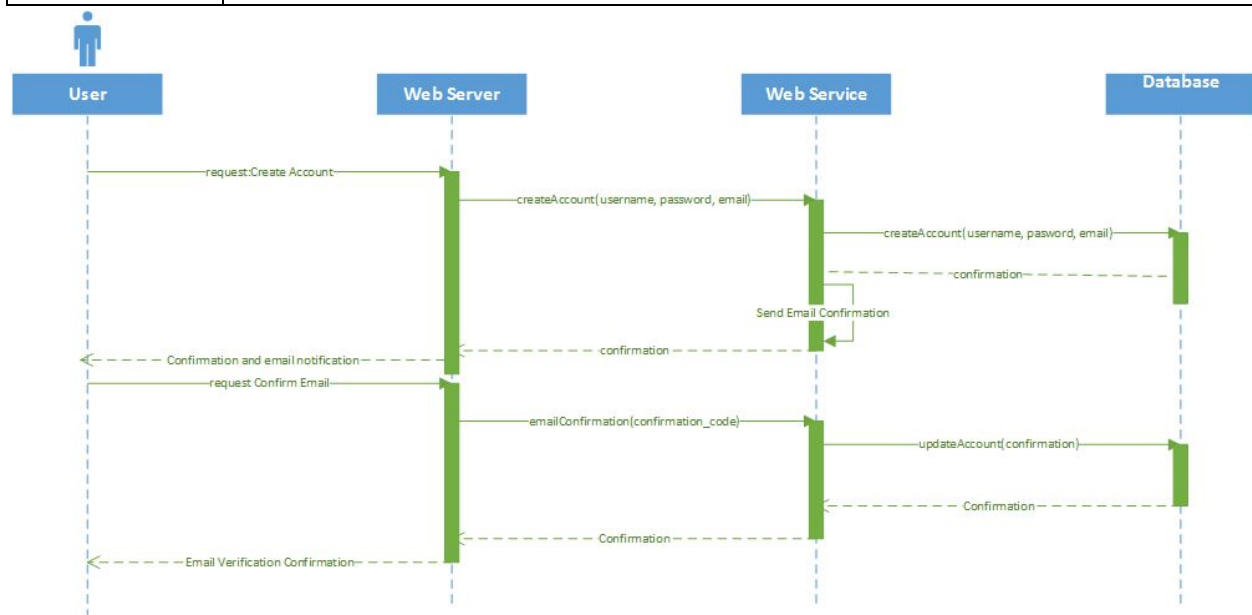 User
Web Server
Web Service
Database
request:Create Account
createAccount(username, password, email)
createAccount(username, pasword, email)
confirmation
Send Email Confirmation
confirmation
Confirmation and email notification
request Confirm Email
emailConfirmation(confirmation_code)
updateAccount(confirmation)
Confirmation
Confirmation
Email Verification Confirmation